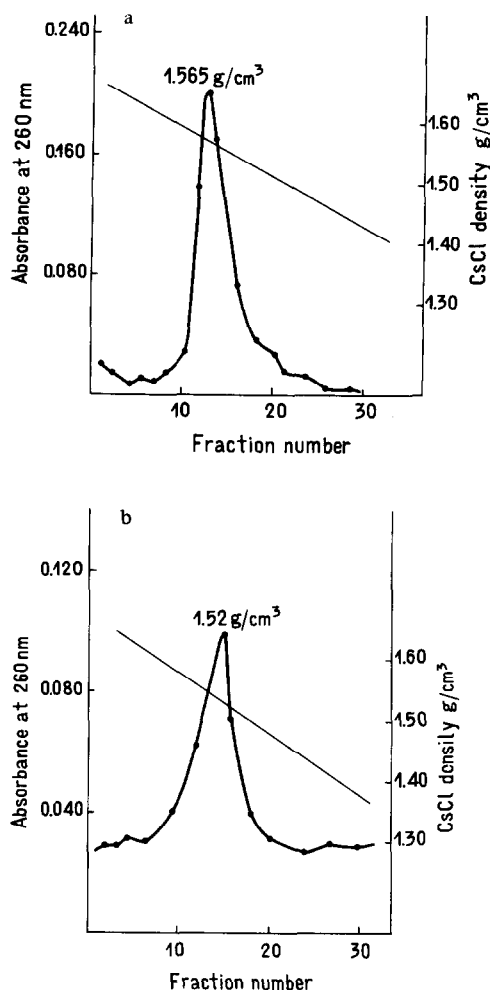 a
0.240
0.160
0.080
Absorbance at 260 nm
1.565 g/cm³
1.60
1.50
1.40
1.30
CsCl density g/cm³
10
20
30
Fraction number
b
0.120
0.080
0.040
Absorbance at 260 nm
1.52 g/cm³
1.60
1.50
1.40
1.30
CsCl density g/cm³
10
20
30
Fraction number